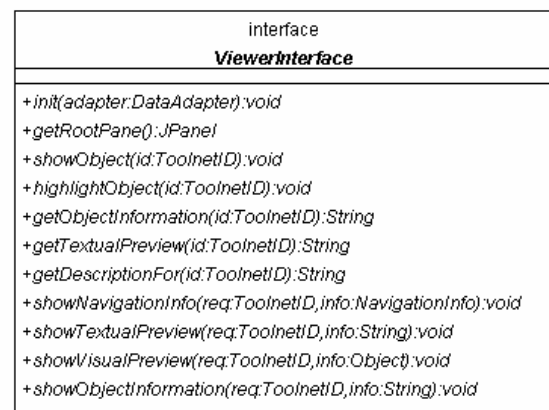 interface
ViewerInterface
+init(adapter:DataAdapter):void
+getRootPane():JPanel
+showObject(id:ToolnetID):void
+highlightObject(id:ToolnetID):void
+getObjectInformation(id:ToolnetID):String
+getTextualPreview(id:ToolnetID):String
+getDescriptionFor(id:ToolnetID):String
+showNavigationInfo(req:ToolnetID,info:NavigationInfo):void
+showTextualPreview(req:ToolnetID,info:String):void
+showVisualPreview(req:ToolnetID,info:Object):void
+showObjectInformation(req:ToolnetID,info:String):void